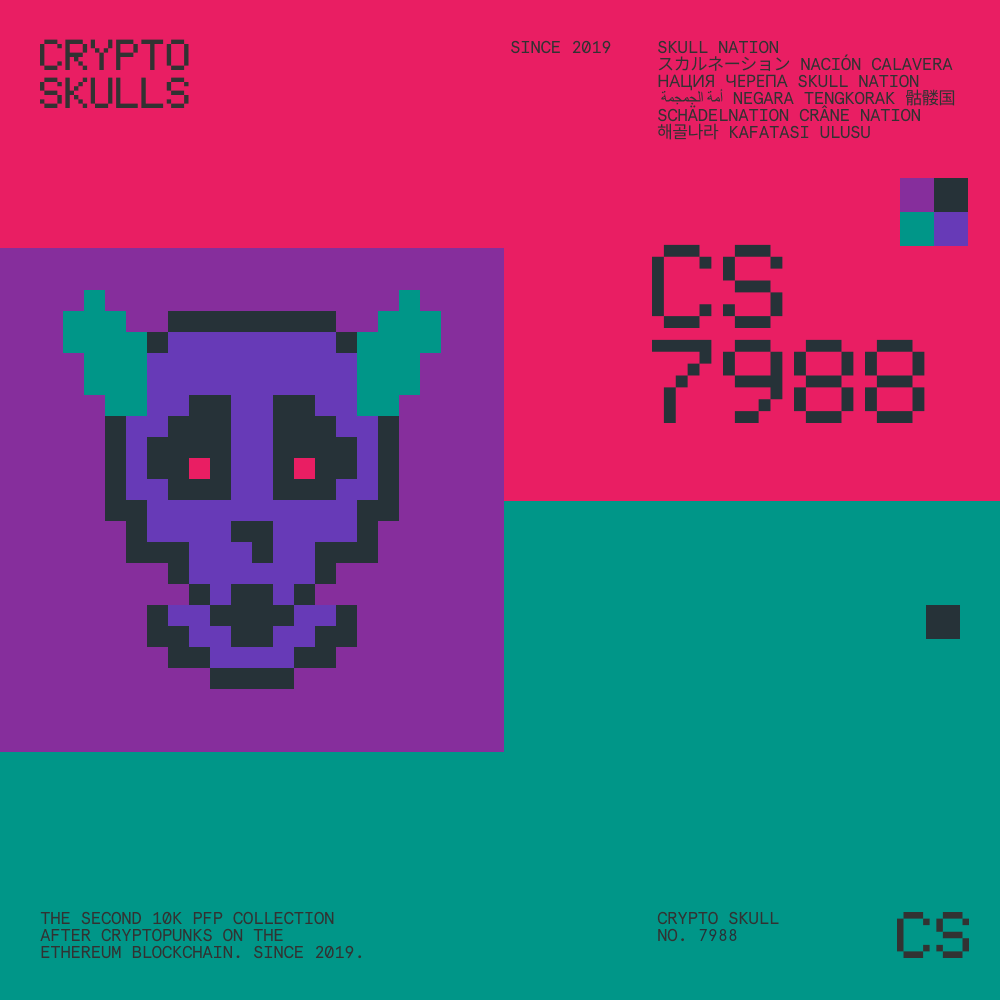 CRYPTO
SKULLS
SINCE 2019
SKULL NATION
スカルネーション NACIÓN CALAVERA
НАЦИЯ ЧЕРЕПА SKULL NATION
أمة الجمجمة NEGARA TENGKORAK 骷髅国
SCHÄDELNATION CRÂNE NATION
해골나라 KAFATASI ULUSU
CS
7988
THE SECOND 10K PFP COLLECTION
AFTER CRYPTOPUNKS ON THE
ETHEREUM BLOCKCHAIN. SINCE 2019.
CRYPTO SKULL
NO. 7988
CS